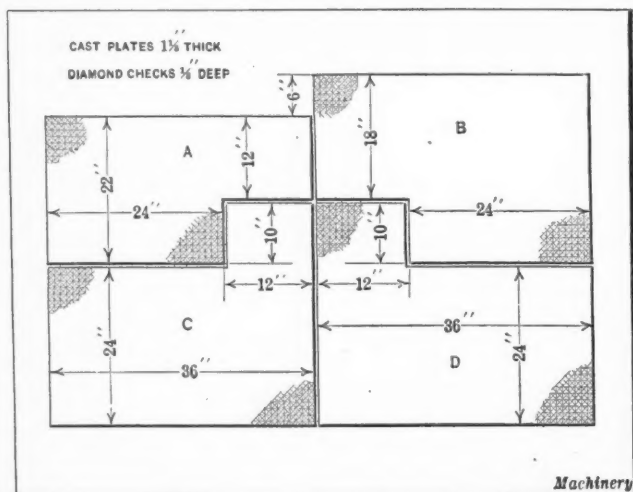 CAST PLATES 1⅛″ THICK
DIAMOND CHECKS ⅛″ DEEP
6″
A
12″
18″
B
22″
24″
10″
10″
24″
12″
12″
C
36″
24″
36″
D
24″
Machinery